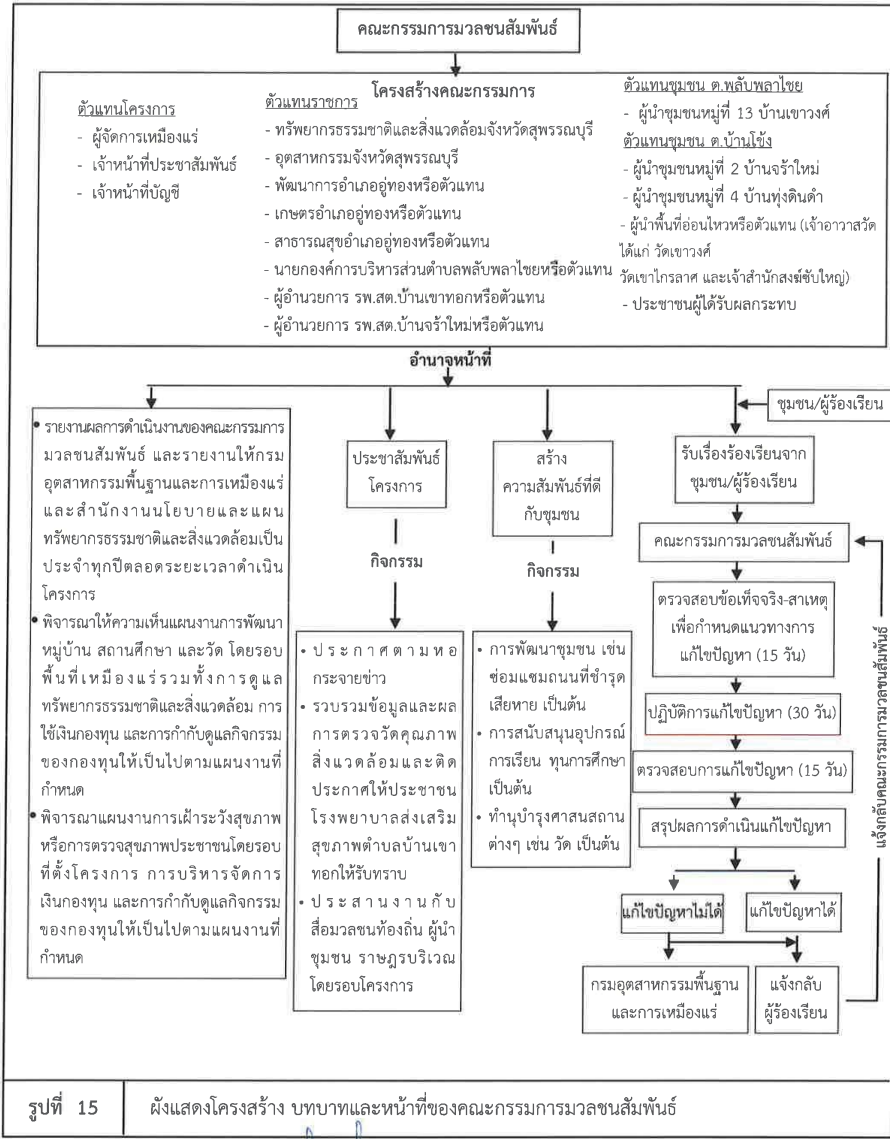 คณะกรรมการมวลชนสัมพันธ์
โครงสร้างคณะกรรมการ
ตัวแทนโครงการ
- ผู้จัดการเหมืองแร่
- เจ้าหน้าที่ประชาสัมพันธ์
- เจ้าหน้าที่บัญชี
ตัวแทนราชการ
- ทรัพยากรธรรมชาติและสิ่งแวดล้อมจังหวัดสุพรรณบุรี
- อุตสาหกรรมจังหวัดสุพรรณบุรี
- พัฒนาการอำเภออู่ทองหรือตัวแทน
- เกษตรอำเภออู่ทองหรือตัวแทน
- สาธารณสุขอำเภออู่ทองหรือตัวแทน
- นายกองค์การบริหารส่วนตำบลพลับพลาไชยหรือตัวแทน
- ผู้อำนวยการ รพ.สต.บ้านเขาทอกหรือตัวแทน
- ผู้อำนวยการ รพ.สต.บ้านจร้าใหม่หรือตัวแทน
ตัวแทนชุมชน ต.พลับพลาไชย
- ผู้นำชุมชนหมู่ที่ 13 บ้านเขาวงศ์
ตัวแทนชุมชน ต.บ้านโข้ง
- ผู้นำชุมชนหมู่ที่ 2 บ้านจร้าใหม่
- ผู้นำชุมชนหมู่ที่ 4 บ้านทุ่งดินดำ
- ผู้นำพื้นที่อ่อนไหวหรือตัวแทน (เจ้าอาวาสวัด
ได้แก่ วัดเขาวงศ์
วัดเขาไกรลาศ และเจ้าสำนักสงฆ์ซับใหญ่)
- ประชาชนผู้ได้รับผลกระทบ
อำนาจหน้าที่
• รายงานผลการดำเนินงานของคณะกรรมการ
มวลชนสัมพันธ์ และรายงานให้กรม
อุตสาหกรรมพื้นฐานและการเหมืองแร่
และสำนักงานนโยบายและแผน
ทรัพยากรธรรมชาติและสิ่งแวดล้อมเป็น
ประจำทุกปีตลอดระยะเวลาดำเนิน
โครงการ
• พิจารณาให้ความเห็นแผนงานการพัฒนา
หมู่บ้าน สถานศึกษา และวัด โดยรอบ
พื้นที่เหมืองแร่รวมทั้งการดูแล
ทรัพยากรธรรมชาติและสิ่งแวดล้อม การ
ใช้เงินกองทุน และการกำกับดูแลกิจกรรม
ของกองทุนให้เป็นไปตามแผนงานที่
กำหนด
• พิจารณาแผนงานการเฝ้าระวังสุขภาพ
หรือการตรวจสุขภาพประชาชนโดยรอบ
ที่ตั้งโครงการ การบริหารจัดการ
เงินกองทุน และการกำกับดูแลกิจกรรม
ของกองทุนให้เป็นไปตามแผนงานที่
กำหนด
ประชาสัมพันธ์
โครงการ
กิจกรรม
• ประกาศตามหอ
กระจายข่าว
• รวบรวมข้อมูลและผล
การตรวจวัดคุณภาพ
สิ่งแวดล้อมและติด
ประกาศให้ประชาชน
โรงพยาบาลส่งเสริม
สุขภาพตำบลบ้านเขา
ทอกให้รับทราบ
• ประสานงานกับ
สื่อมวลชนท้องถิ่น ผู้นำ
ชุมชน ราษฎรบริเวณ
โดยรอบโครงการ
สร้าง
ความสัมพันธ์ที่ดี
กับชุมชน
กิจกรรม
• การพัฒนาชุมชน เช่น
ซ่อมแซมถนนที่ชำรุด
เสียหาย เป็นต้น
• การสนับสนุนอุปกรณ์
การเรียน ทุนการศึกษา
เป็นต้น
• ทำนุบำรุงศาสนสถาน
ต่างๆ เช่น วัด เป็นต้น
ชุมชน/ผู้ร้องเรียน
รับเรื่องร้องเรียนจาก
ชุมชน/ผู้ร้องเรียน
คณะกรรมการมวลชนสัมพันธ์
ตรวจสอบข้อเท็จจริง-สาเหตุ
เพื่อกำหนดแนวทางการ
แก้ไขปัญหา (15 วัน)
ปฏิบัติการแก้ไขปัญหา (30 วัน)
ตรวจสอบการแก้ไขปัญหา (15 วัน)
สรุปผลการดำเนินแก้ไขปัญหา
แก้ไขปัญหาไม่ได้
แก้ไขปัญหาได้
กรมอุตสาหกรรมพื้นฐาน
และการเหมืองแร่
แจ้งกลับ
ผู้ร้องเรียน
แจ้งกลับคณะกรรมการมวลชนสัมพันธ์
รูปที่ 15
ผังแสดงโครงสร้าง บทบาทและหน้าที่ของคณะกรรมการมวลชนสัมพันธ์